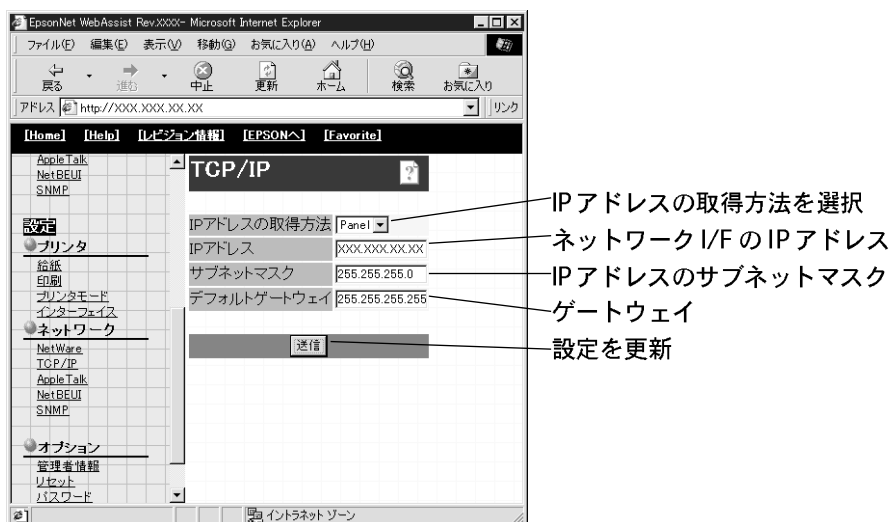 EpsonNet WebAssist Rev.XXXX- Microsoft Internet Explorer
ファイル(F) 編集(E) 表示(V) 移動(G) お気に入り(A) ヘルプ(H)
戻る 進む 中止 更新 ホーム 検索 お気に入り
アドレス http://XXX.XXX.XX.XX リンク
[Home] [Help] [レビジョン情報] [EPSONへ] [Favorite]
AppleTalk
NetBEUI
SNMP
設定
プリンタ
給紙
印刷
プリンタモード
インターフェイス
ネットワーク
NetWare
TCP/IP
AppleTalk
NetBEUI
SNMP
オプション
管理者情報
リセット
パスワード
TCP/IP
?
IPアドレスの取得方法 Panel
IPアドレス XXX.XXX.XX.XX
サブネットマスク 255.255.255.0
デフォルトゲートウェイ 255.255.255.255
送信
イントラネット ゾーン
IPアドレスの取得方法を選択
ネットワークI/FのIPアドレス
IPアドレスのサブネットマスク
ゲートウェイ
設定を更新